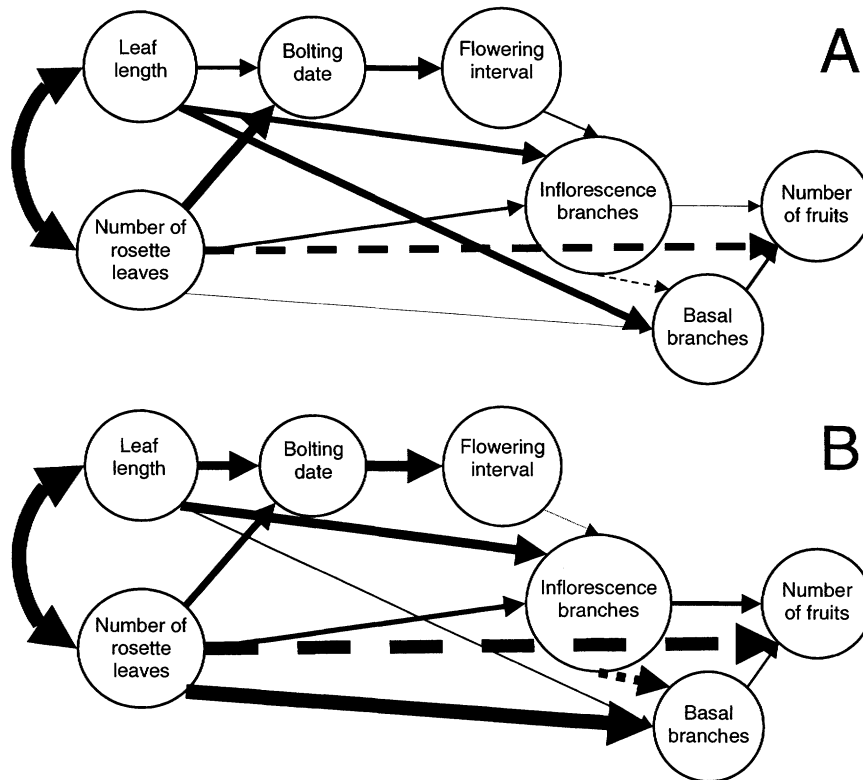 Leaf
length
Bolting
date
Flowering
interval
A
Inflorescence
branches
Number
of fruits
Number of
rosette
leaves
Basal
branches
Leaf
length
Bolting
date
Flowering
interval
B
Inflorescence
branches
Number
of fruits
Number of
rosette
leaves
Basal
branches